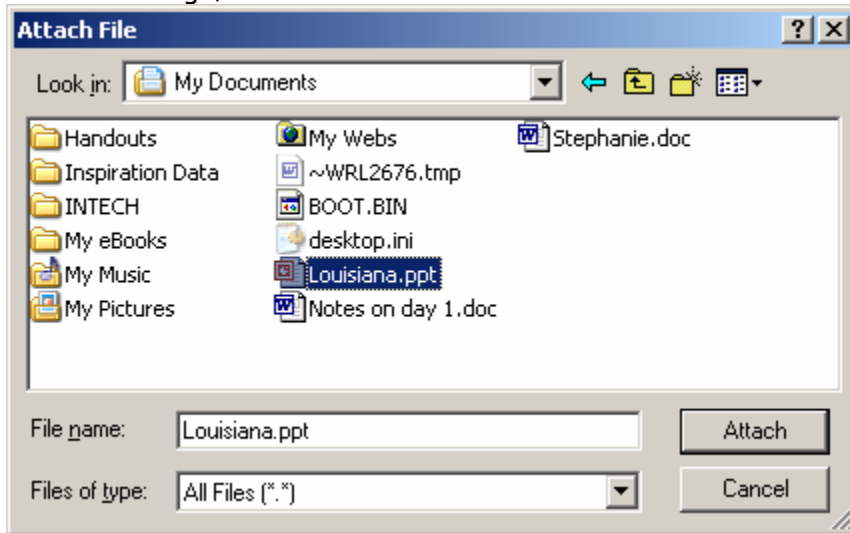 Attach File
Look in: My Documents
Handouts My Webs Stephanie.doc
Inspiration Data ~WRL2676.tmp
INTECH BOOT.BIN
My eBooks desktop.ini
My Music Louisiana.ppt
My Pictures Notes on day 1.doc
File name: Louisiana.ppt Attach
Files of type: All Files (*.*) Cancel